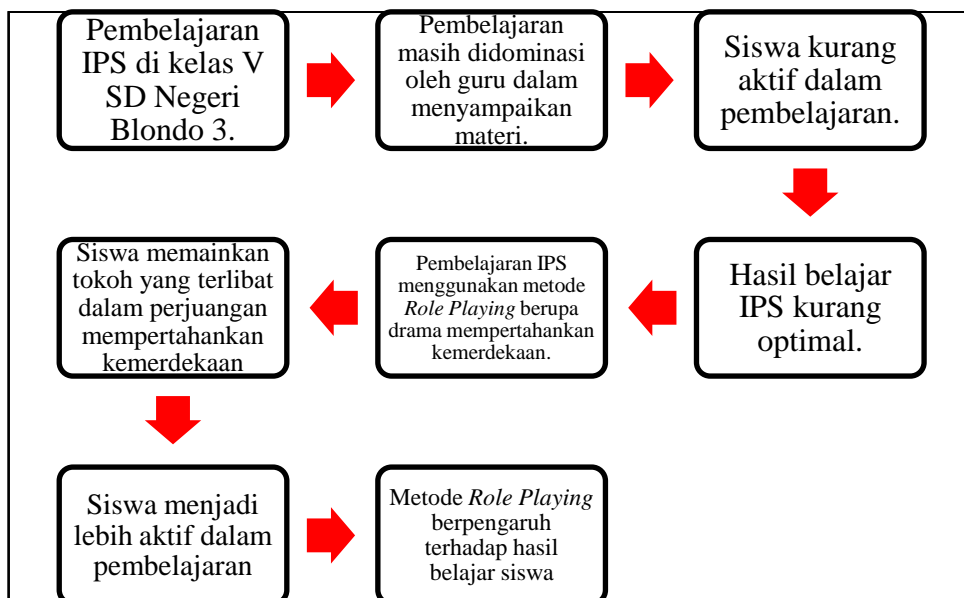 Pembelajaran
IPS di kelas V
SD Negeri
Blondo 3.
Pembelajaran
masih didominasi
oleh guru dalam
menyampaikan
materi.
Siswa kurang
aktif dalam
pembelajaran.
Hasil belajar
IPS kurang
optimal.
Pembelajaran IPS
menggunakan metode
Role Playing berupa
drama mempertahankan
kemerdekaan.
Siswa memainkan
tokoh yang terlibat
dalam perjuangan
mempertahankan
kemerdekaan
Siswa menjadi
lebih aktif dalam
pembelajaran
Metode Role Playing
berpengaruh
terhadap hasil
belajar siswa